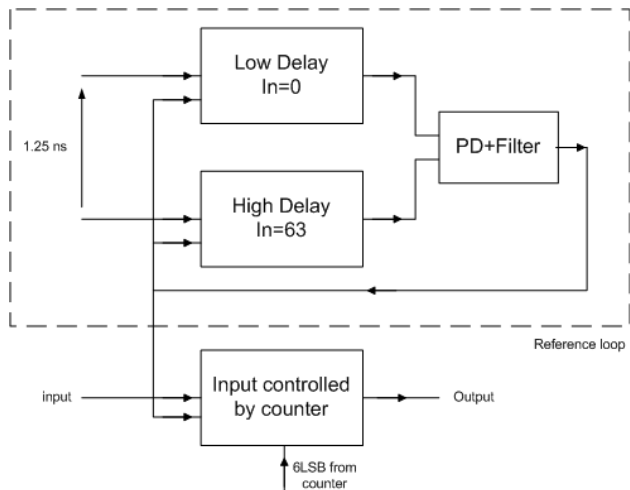 Low Delay
In=0
1.25 ns
PD+Filter
High Delay
In=63
Reference loop
input
Input controlled
by counter
Output
6LSB from
counter